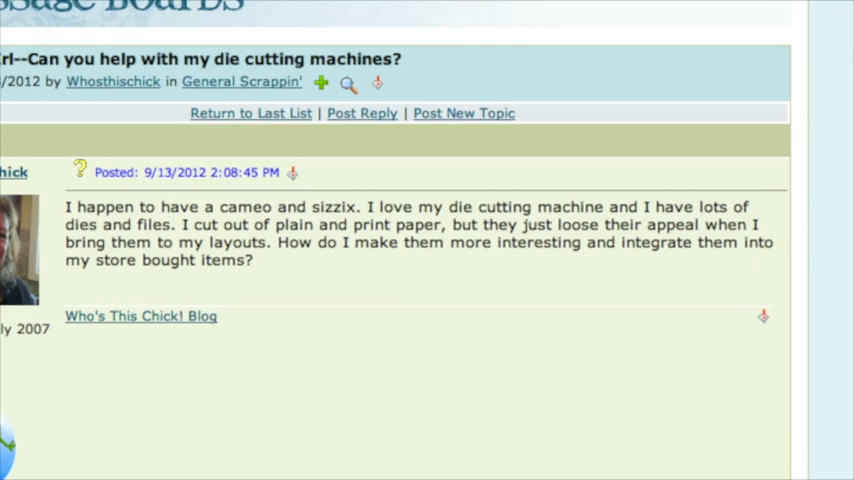 ssage BOARDS
rl--Can you help with my die cutting machines?
/2012 by Whosthischick in General Scrappin'
Return to Last List | Post Reply | Post New Topic
hick
Posted: 9/13/2012 2:08:45 PM
I happen to have a cameo and sizzix. I love my die cutting machine and I have lots of
dies and files. I cut out of plain and print paper, but they just loose their appeal when I
bring them to my layouts. How do I make them more interesting and integrate them into
my store bought items?
Who's This Chick! Blog
ly 2007